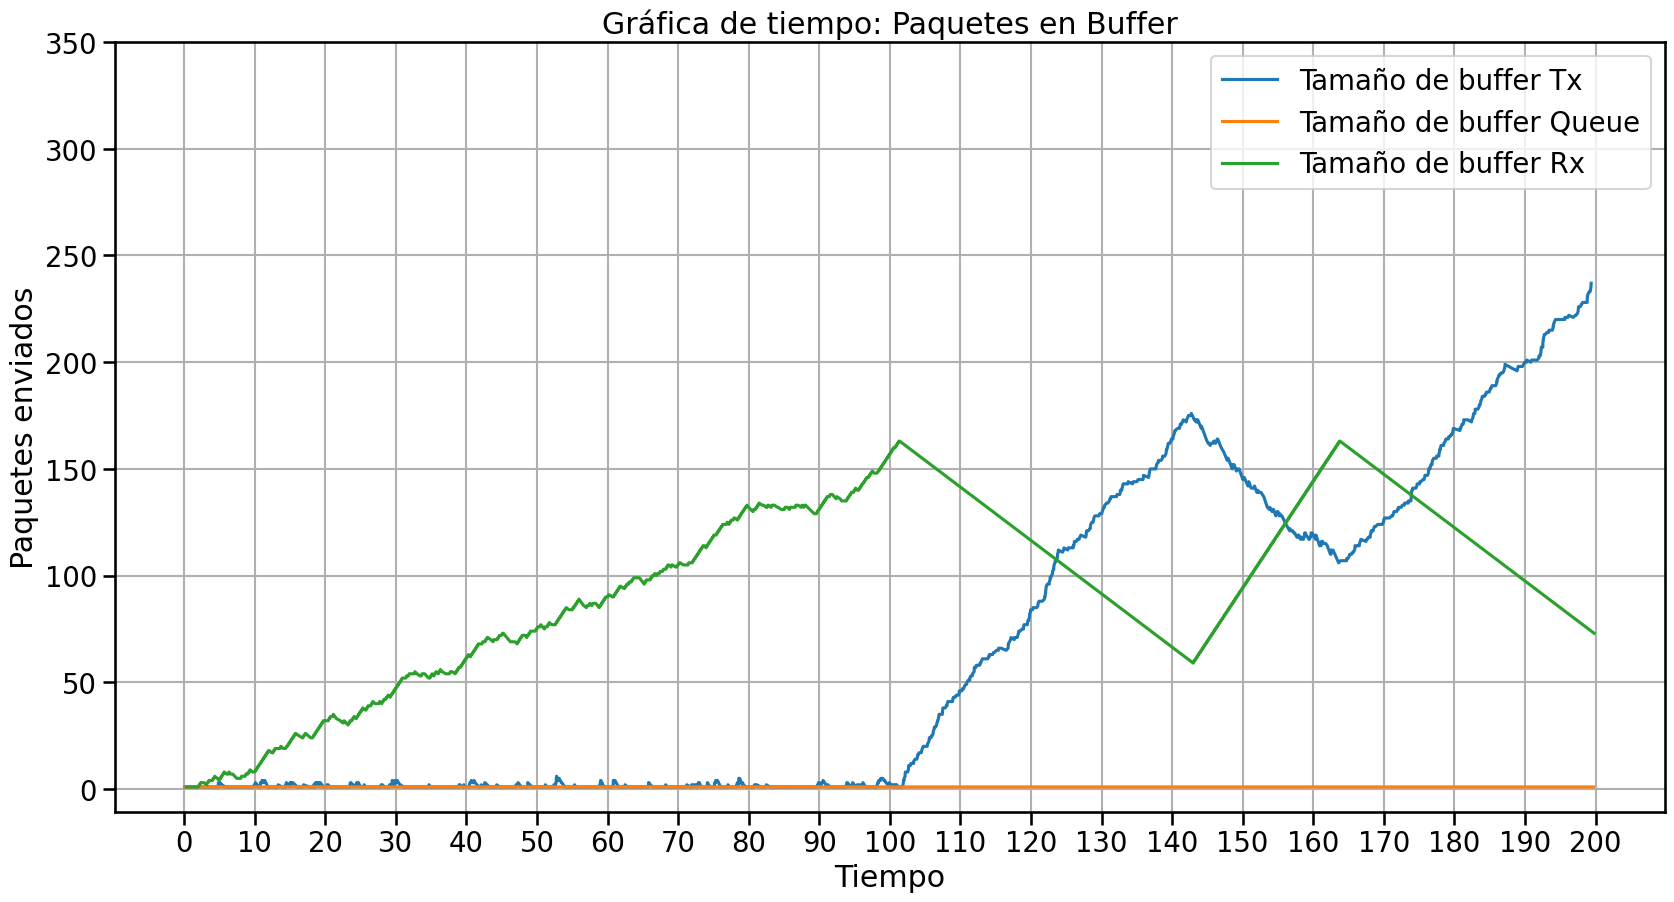 Gráfica de tiempo: Paquetes en Buffer
350
300
250
200
150
100
50
0
Paquetes enviados
Tamaño de buffer Tx
Tamaño de buffer Queue
Tamaño de buffer Rx
0 10 20 30 40 50 60 70 80 90 100 110 120 130 140 150 160 170 180 190 200
Tiempo